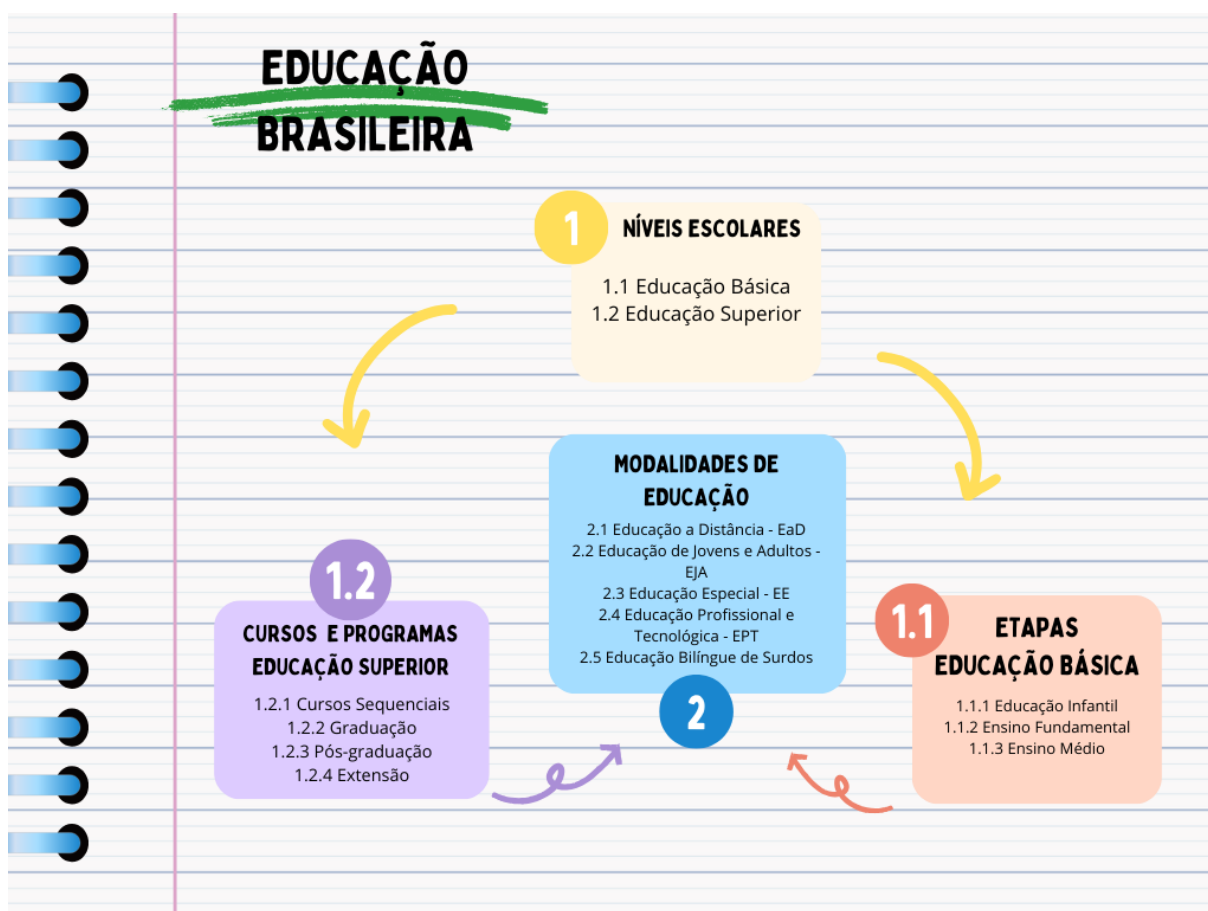 EDUCAÇÃO
BRASILEIRA
1
NÍVEIS ESCOLARES
1.1 Educação Básica
1.2 Educação Superior
MODALIDADES DE
EDUCAÇÃO
2.1 Educação a Distância - EaD
2.2 Educação de Jovens e Adultos -
EJA
2.3 Educação Especial - EE
2.4 Educação Profissional e
Tecnológica - EPT
2.5 Educação Bilíngue de Surdos
2
1.2
CURSOS E PROGRAMAS
EDUCAÇÃO SUPERIOR
1.2.1 Cursos Sequenciais
1.2.2 Graduação
1.2.3 Pós-graduação
1.2.4 Extensão
1.1
ETAPAS
EDUCAÇÃO BÁSICA
1.1.1 Educação Infantil
1.1.2 Ensino Fundamental
1.1.3 Ensino Médio